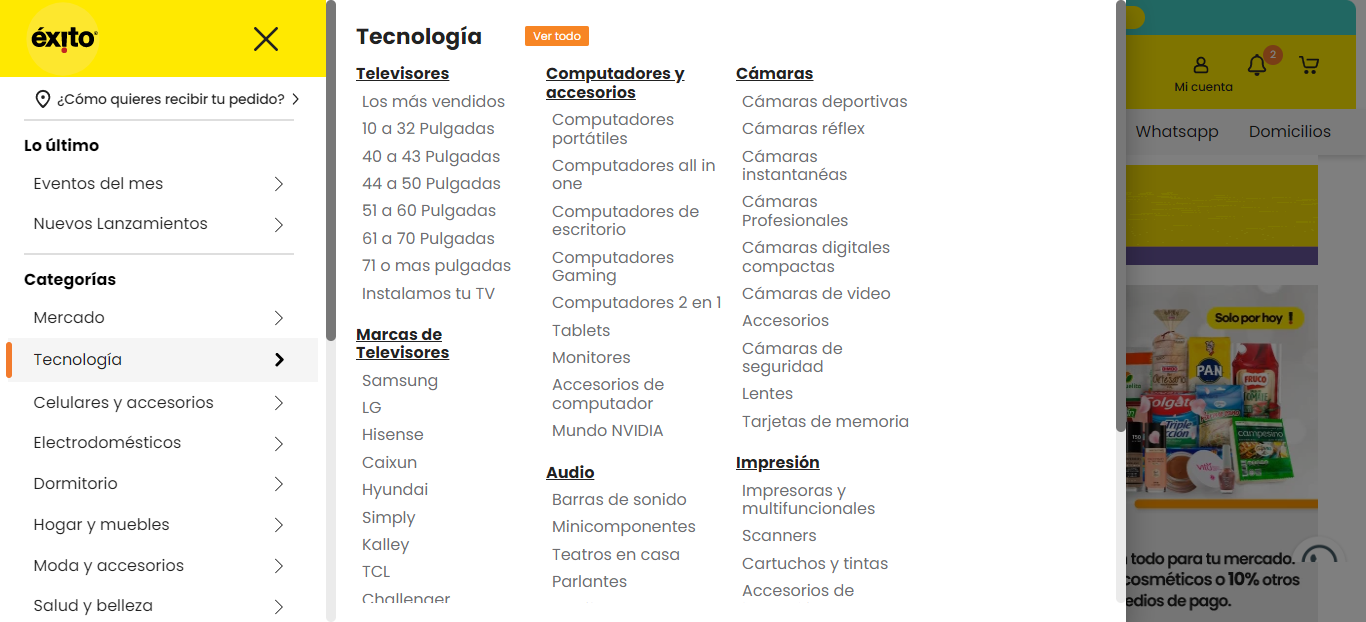 éxito
¿Cómo quieres recibir tu pedido?
Lo último
Eventos del mes
Nuevos Lanzamientos
Categorías
Mercado
Tecnología
Celulares y accesorios
Electrodomésticos
Dormitorio
Hogar y muebles
Moda y accesorios
Salud y belleza
Tecnología
Ver todo
Televisores
Los más vendidos
10 a 32 Pulgadas
40 a 43 Pulgadas
44 a 50 Pulgadas
51 a 60 Pulgadas
61 a 70 Pulgadas
71 o mas pulgadas
Instalamos tu TV
Marcas de
Televisores
Samsung
LG
Hisense
Caixun
Hyundai
Simply
Kalley
TCL
Challenger
Computadores y
accesorios
Computadores
portátiles
Computadores all in
one
Computadores de
escritorio
Computadores
Gaming
Computadores 2 en 1
Tablets
Monitores
Accesorios de
computador
Mundo NVIDIA
Audio
Barras de sonido
Minicomponentes
Teatros en casa
Parlantes
Cámaras
Cámaras deportivas
Cámaras réflex
Cámaras
instantanéas
Cámaras
Profesionales
Cámaras digitales
compactas
Cámaras de video
Accesorios
Cámaras de
seguridad
Lentes
Tarjetas de memoria
Impresión
Impresoras y
multifuncionales
Scanners
Cartuchos y tintas
Accesorios de
2
Mi cuenta
Whatsapp
Domicilios
Solo por hoy !
PAN
FRUCO
Colgate
Triple
Acción
CAMPESINO
todo para tu mercado.
cosméticos o 10% otros
edios de pago.